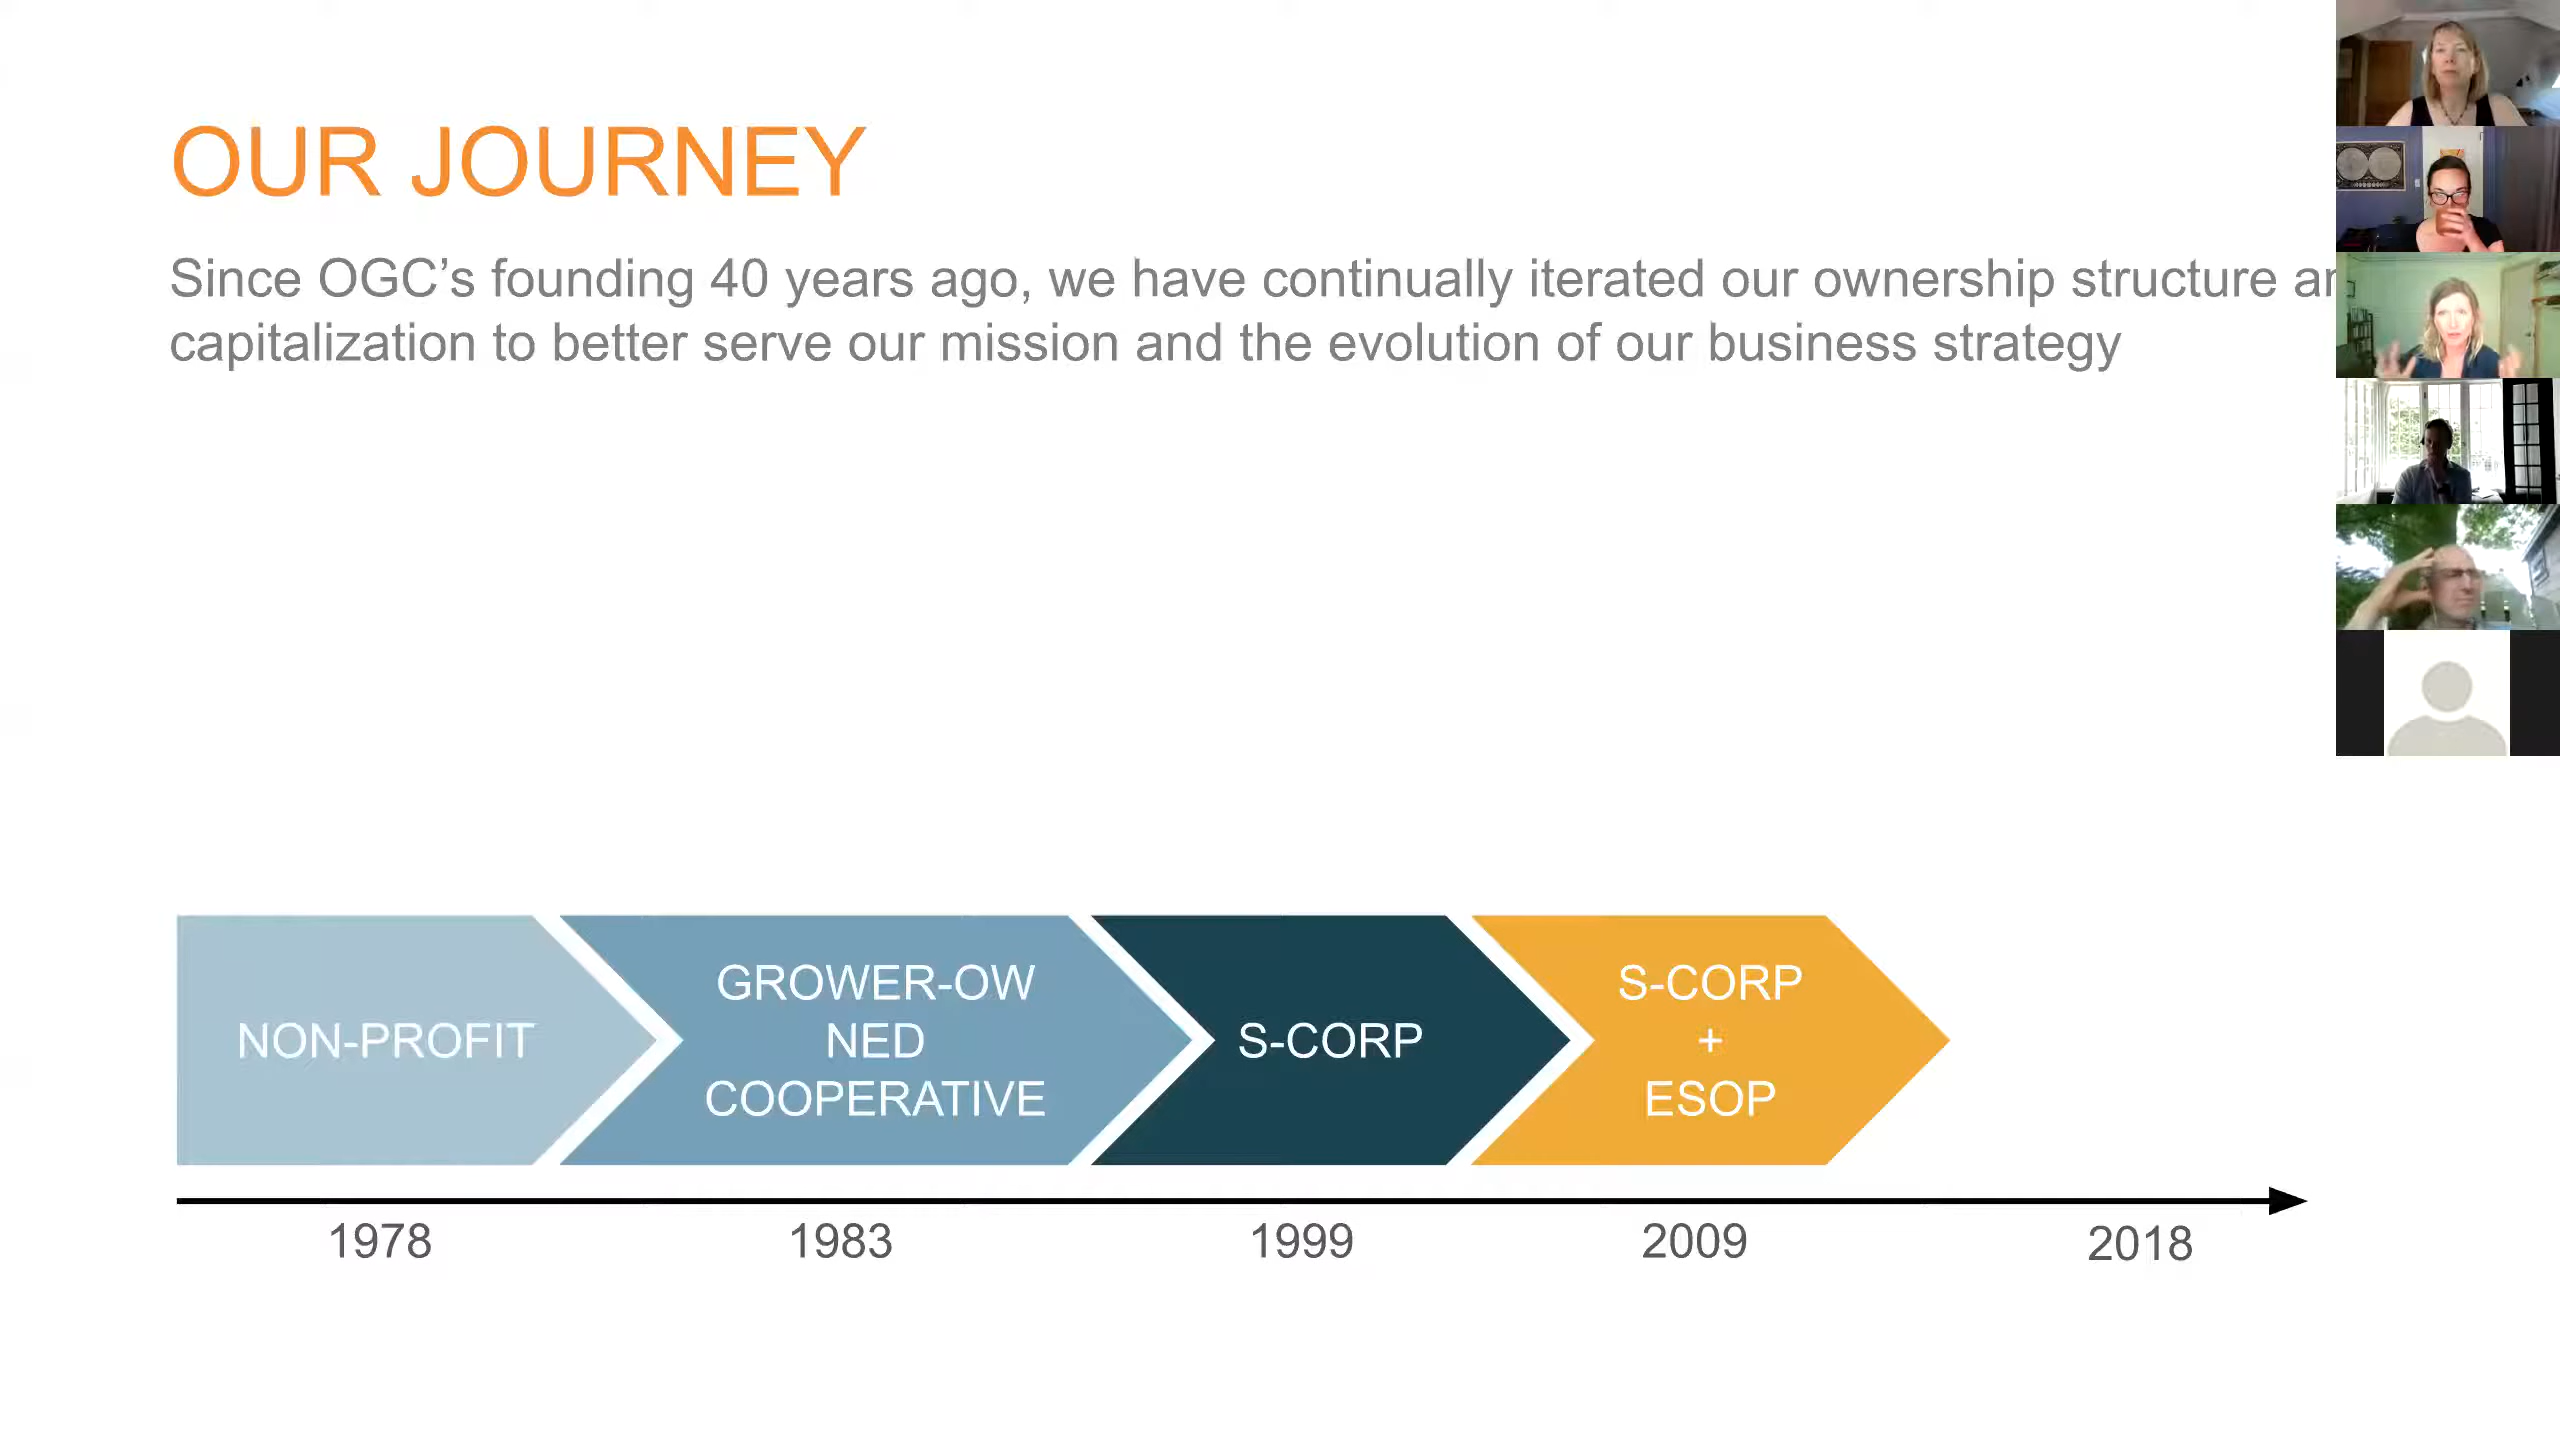 OUR JOURNEY
Since OGC’s founding 40 years ago, we have continually iterated our ownership structure
capitalization to better serve our mission and the evolution of our business strategy
NON-PROFIT
GROWER-OW
NED
COOPERATIVE
S-CORP
S-CORP
+
ESOP
1978
1983
1999
2009
2018